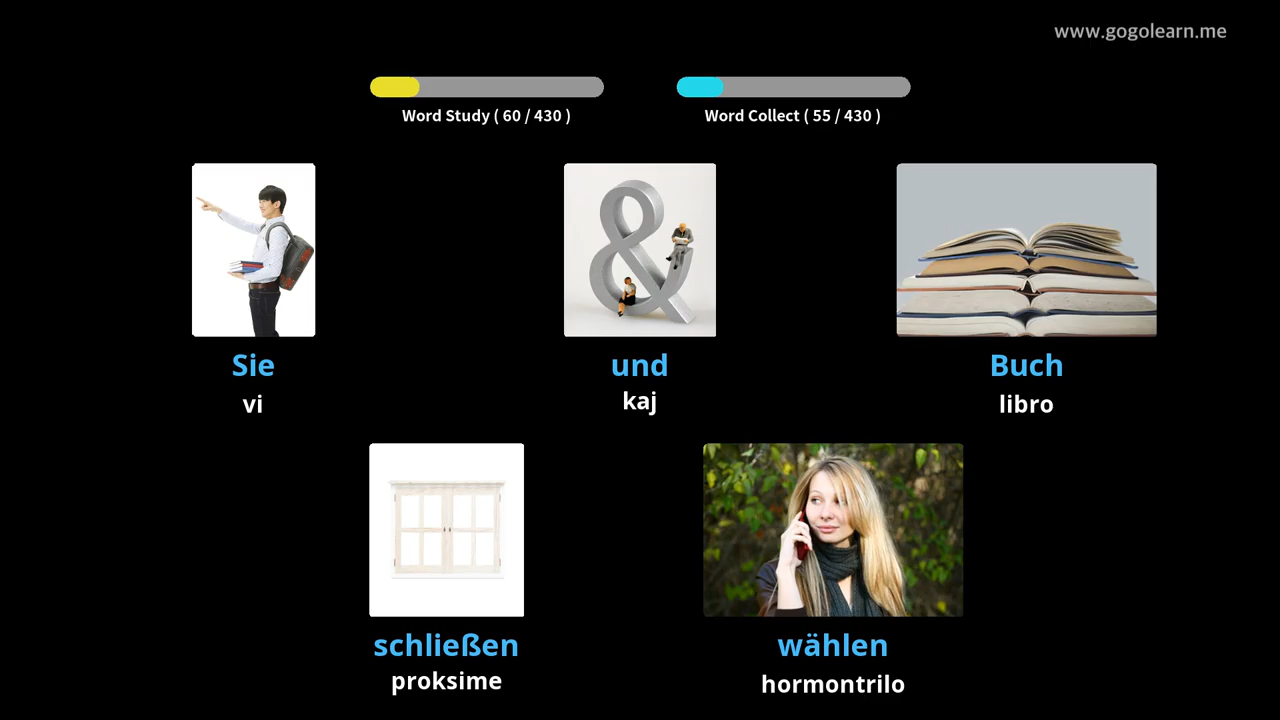 www.gogolearn.me
Word Study ( 60 / 430 )
Word Collect ( 55 / 430 )
Sie
vi
und
kaj
Buch
libro
schließen
proksime
wählen
hormontrilo